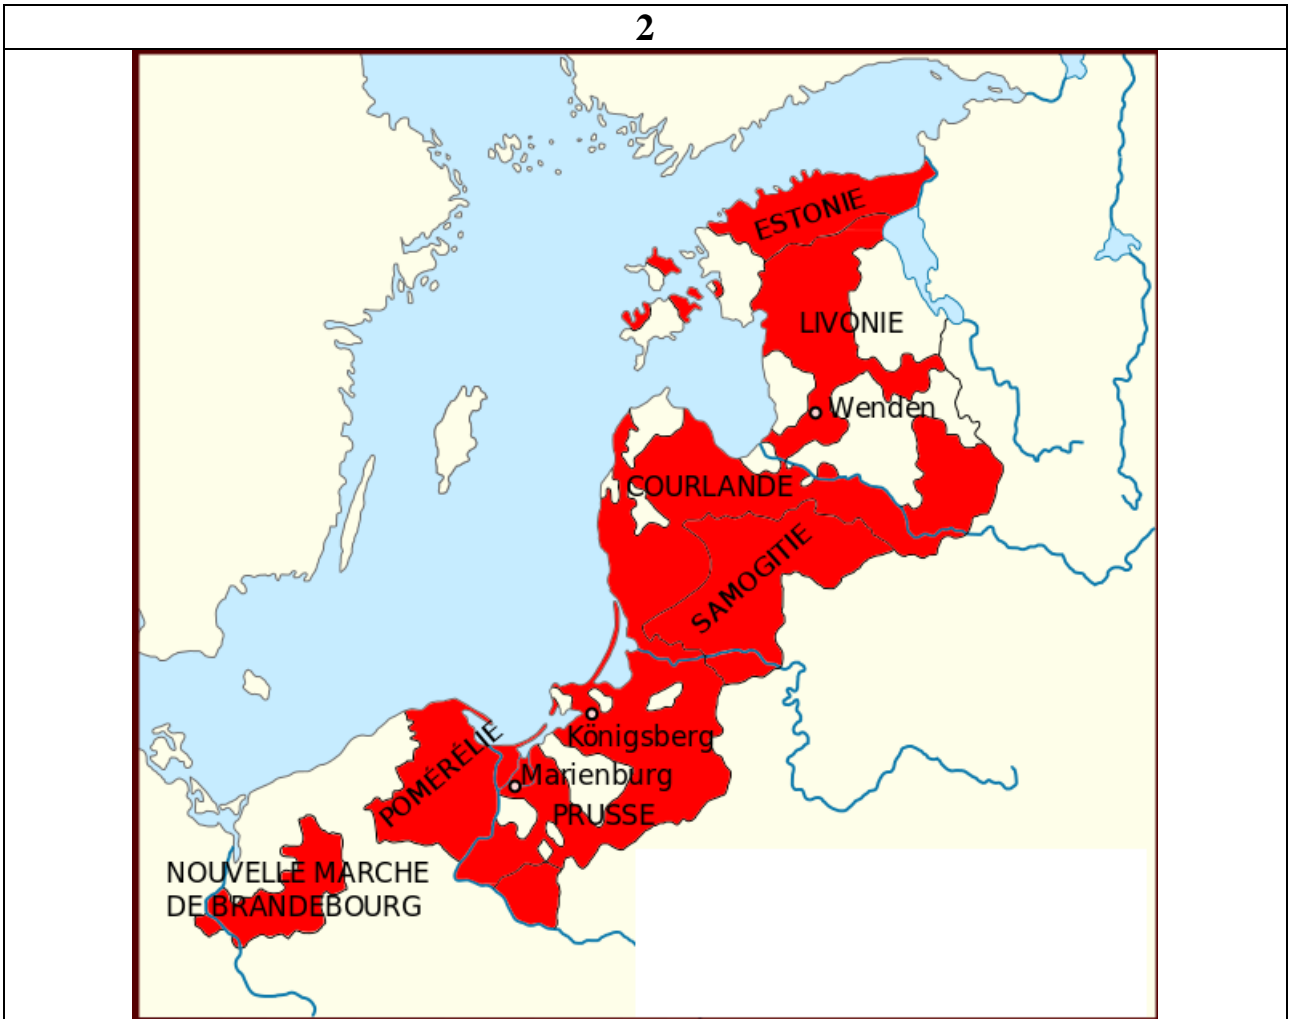 2
ESTONIE
LIVONIE
Wenden
COURLANDE
SAMOGITIE
Königsberg
POMÉRÉLIE
Marienburg
PRUSSE
NOUVELLE MARCHE
DE BRANDEBOURG